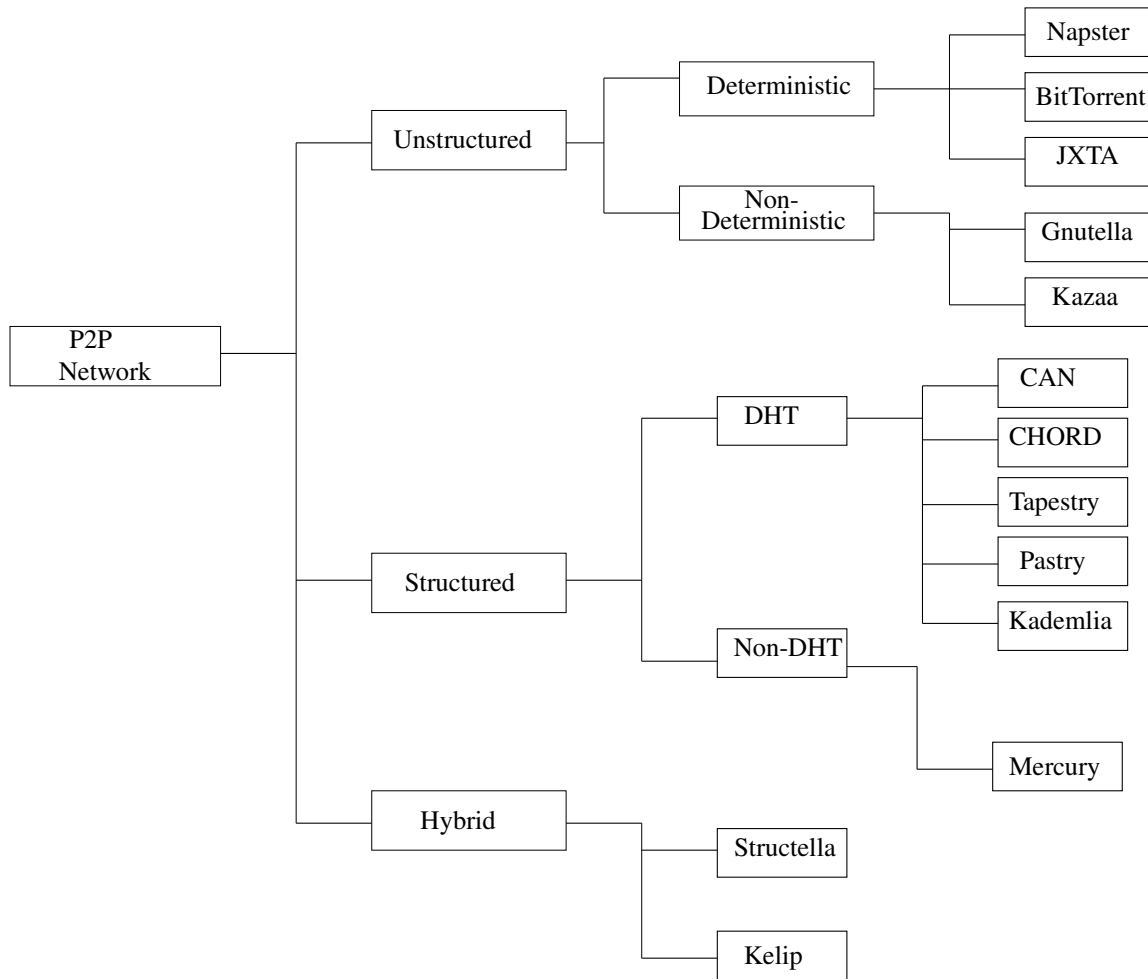 P2P
Network
Unstructured
Deterministic
Napster
BitTorrent
JXTA
Non-
Deterministic
Gnutella
Kazaa
Structured
DHT
CAN
CHORD
Tapestry
Pastry
Kademlia
Non-DHT
Mercury
Hybrid
Structella
Kelip